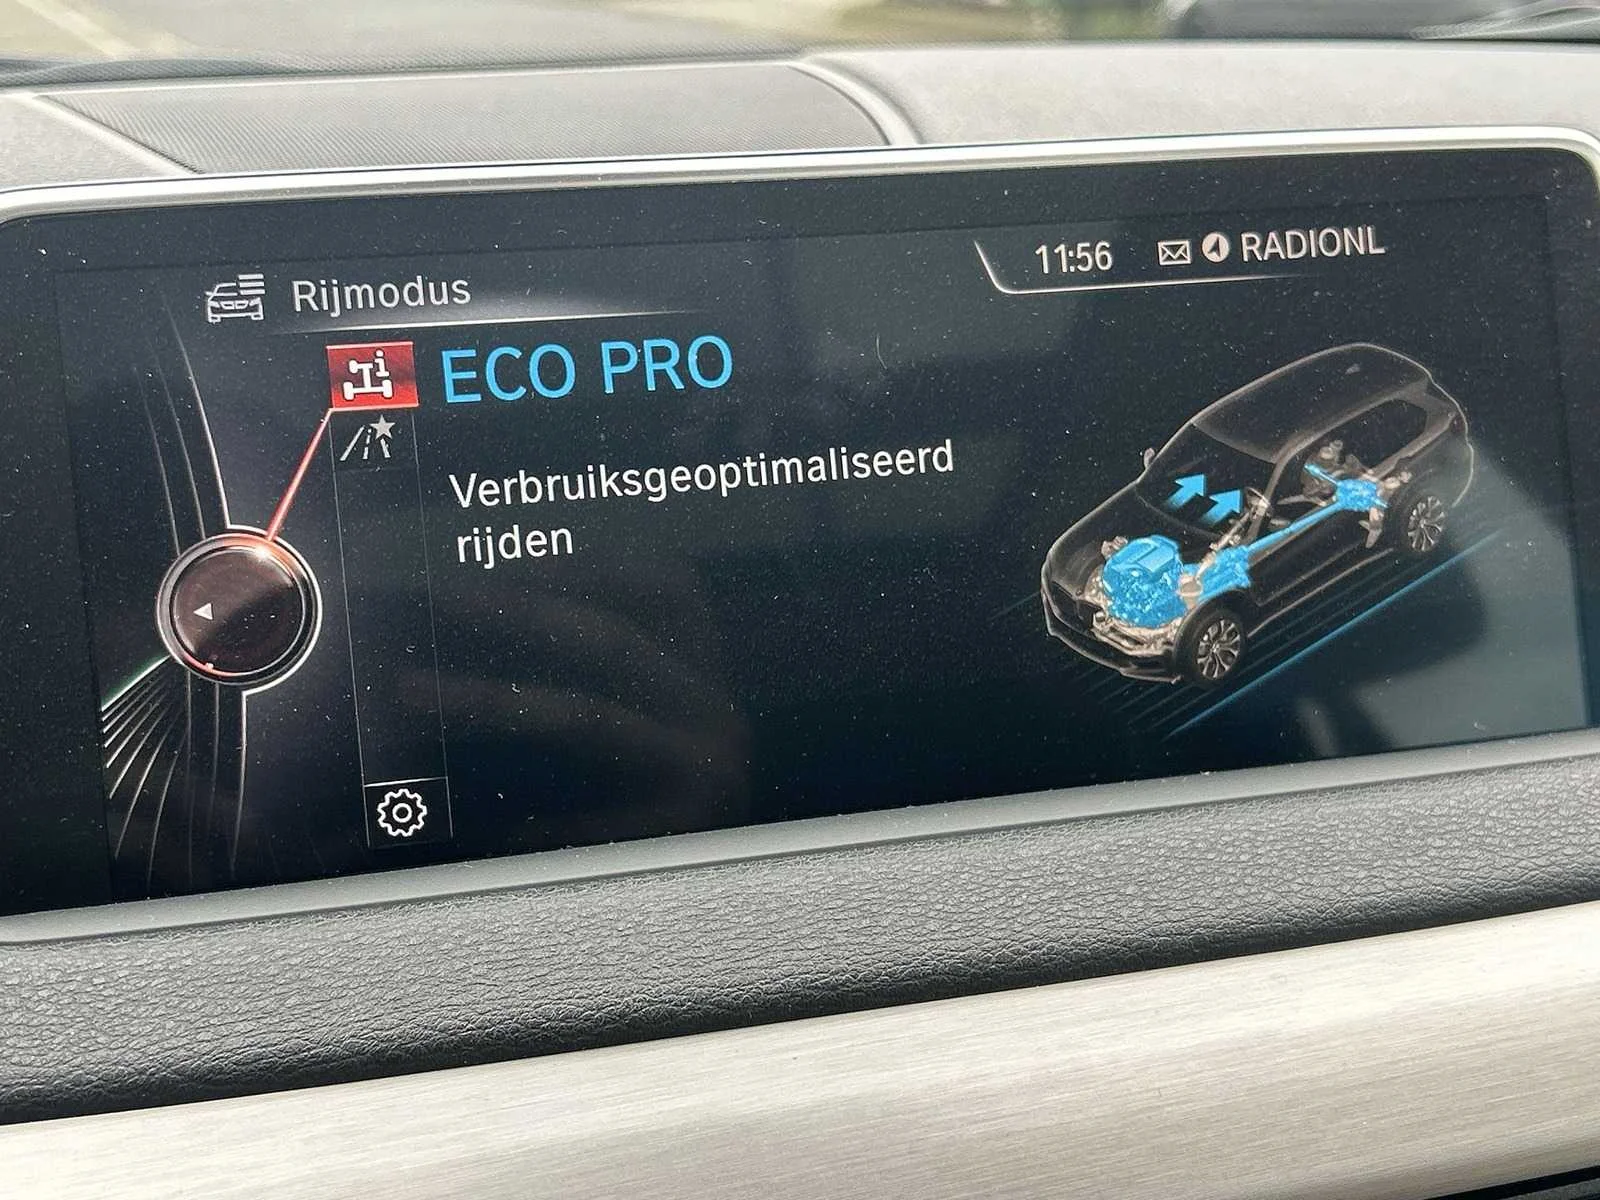 Rijmodus
11:56 RADIONL
ECO PRO
Verbruiksgeoptimaliseerd
rijden